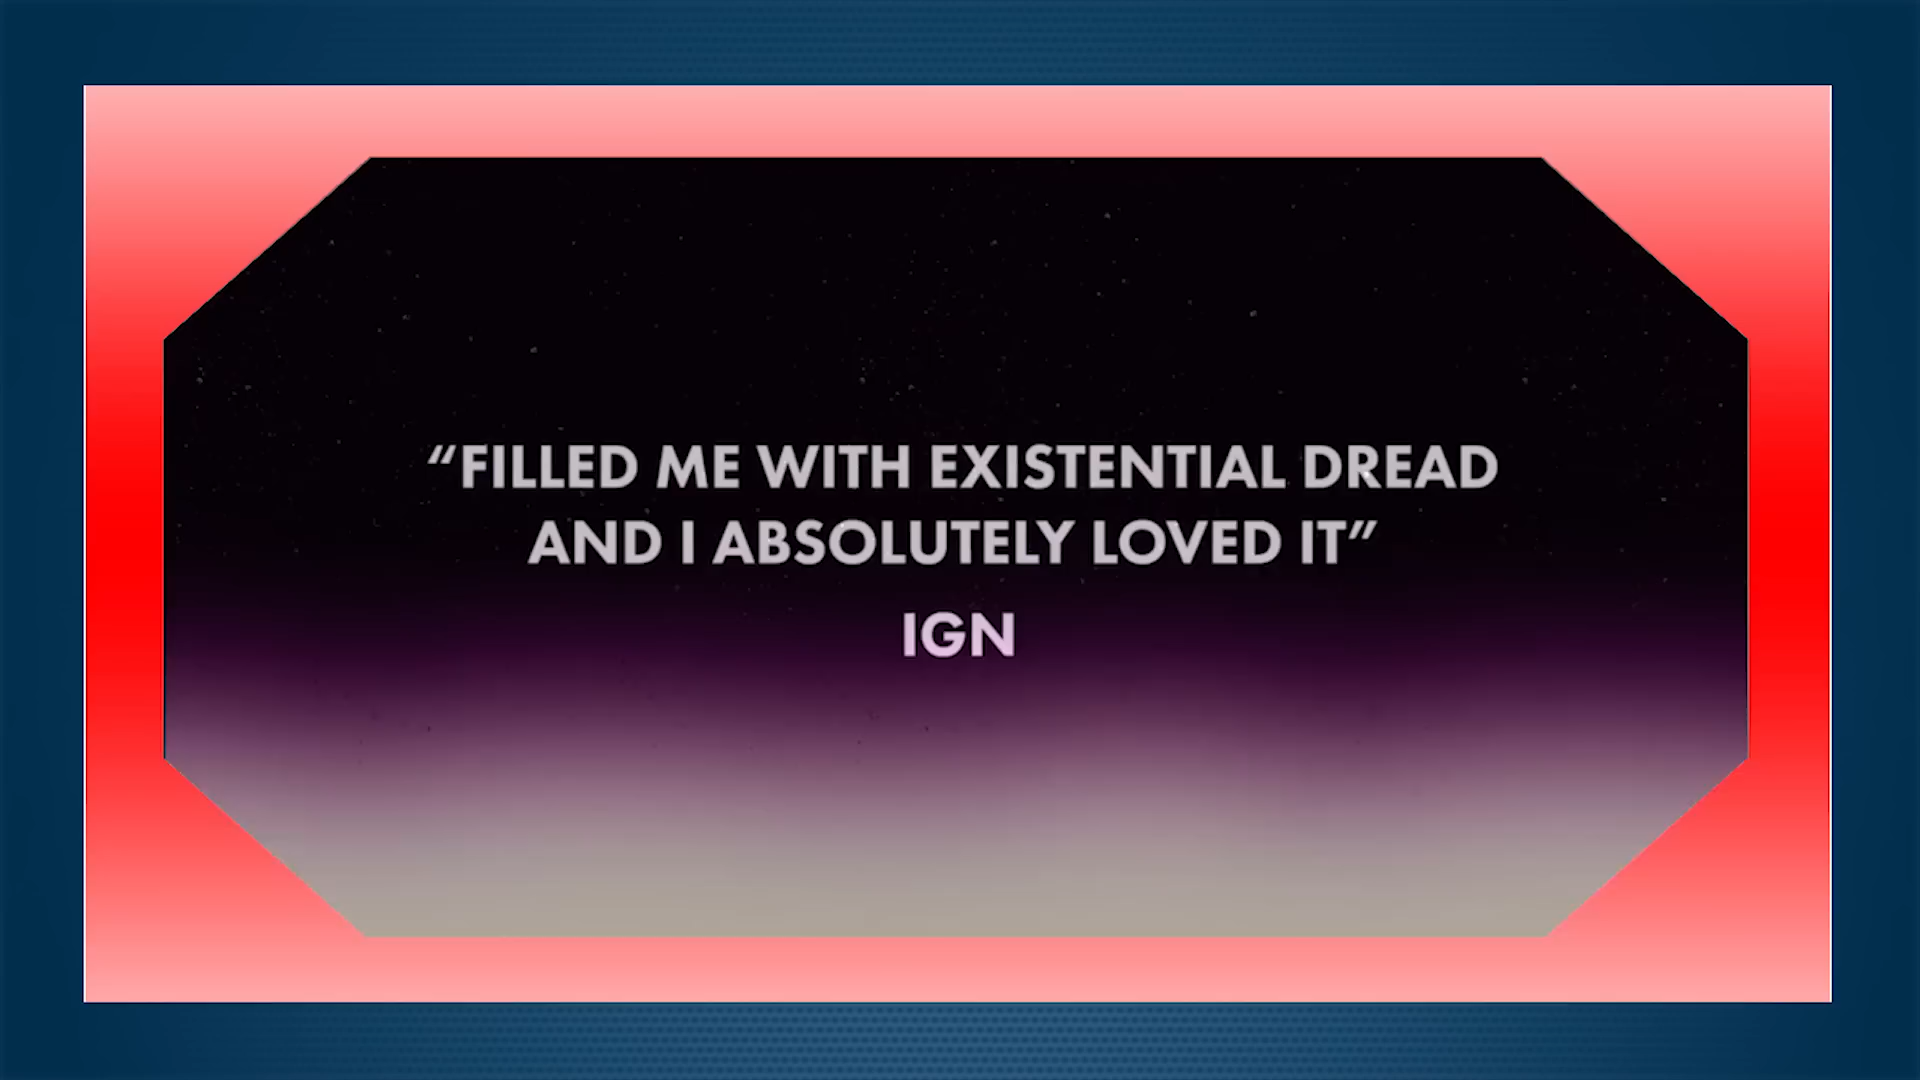 “FILLED ME WITH EXISTENTIAL DREAD
AND I ABSOLUTELY LOVED IT”
IGN